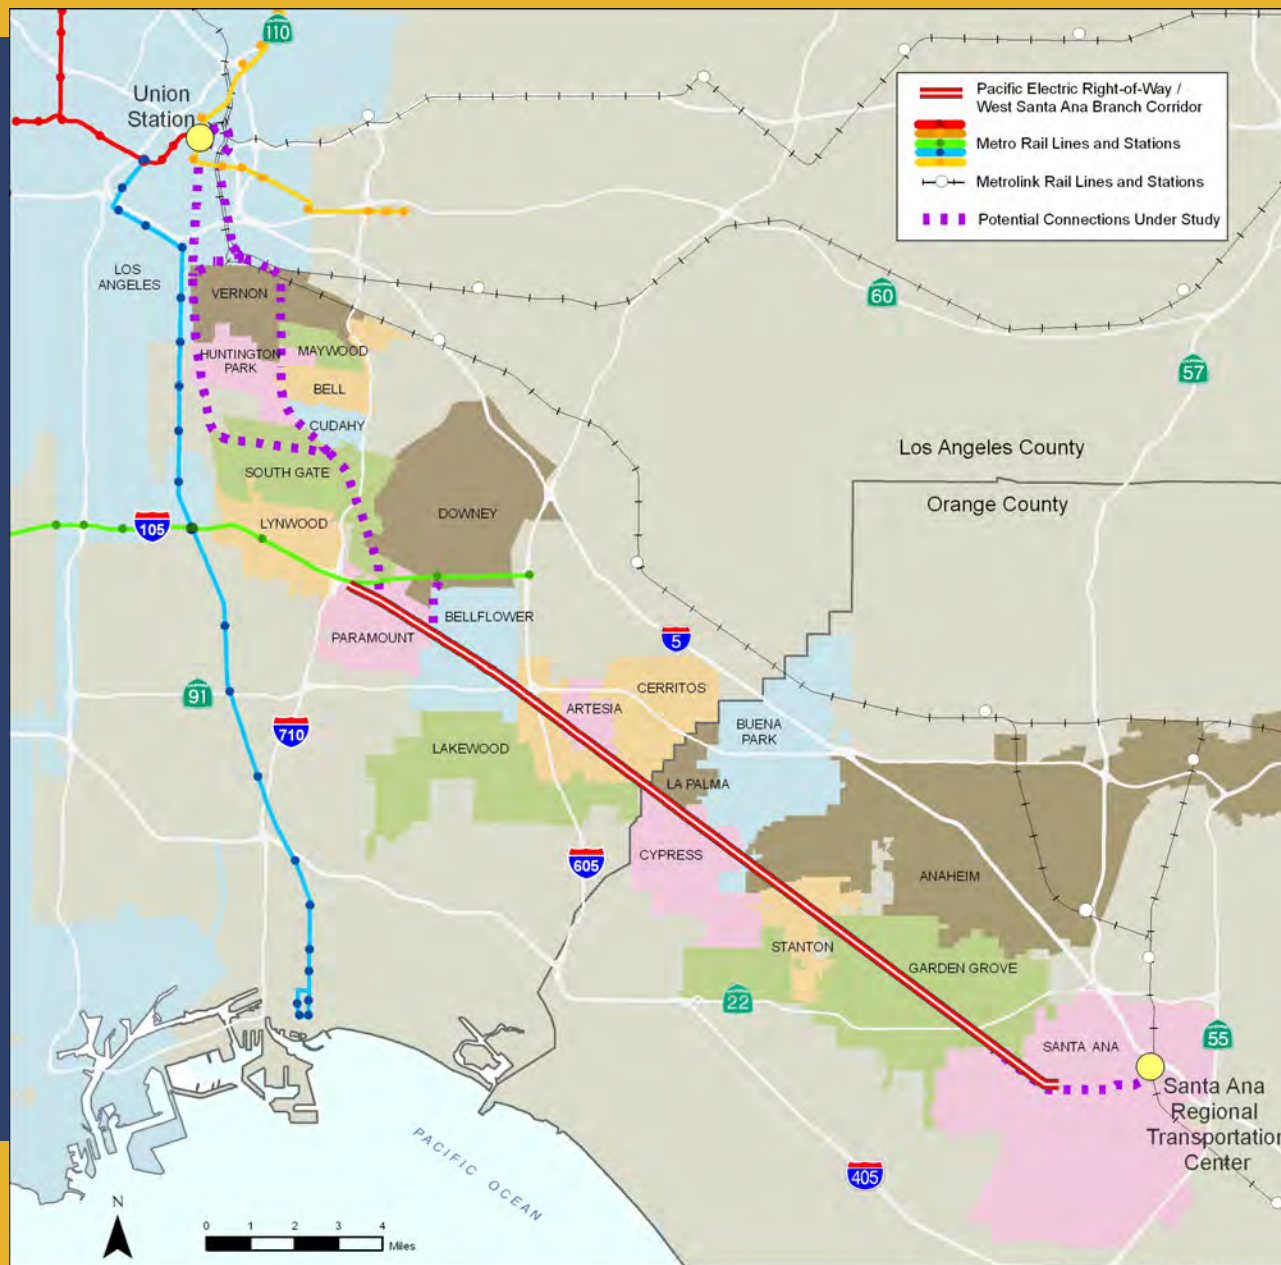 110
Union
Station
Pacific Electric Right-of-Way /
West Santa Ana Branch Corridor
Metro Rail Lines and Stations
Metrolink Rail Lines and Stations
Potential Connections Under Study
LOS
ANGELES
VERNON
60
HUNTINGTON
PARK
MAYWOOD
57
BELL
CUDAHY
Los Angeles County
SOUTH GATE
Orange County
LYNWOOD
DOWNEY
105
BELLFLOWER
PARAMOUNT
5
91
CERRITOS
ARTESIA
710
BUENA
PARK
LAKEWOOD
LA PALMA
605
CYPRESS
ANAHEIM
STANTON
GARDEN GROVE
22
55
SANTA ANA
Santa Ana
Regional
Transportation
Center
PACIFIC OCEAN
405
N
0 1 2 3 4
Miles